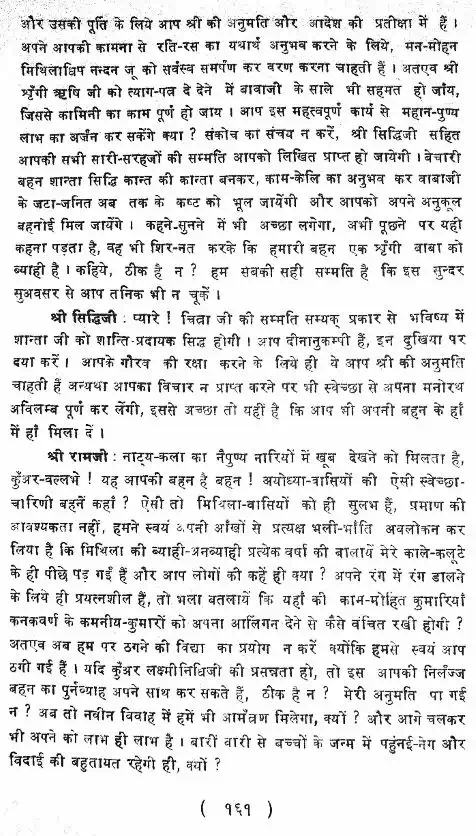 और उसकी पूर्ति के लिये आप श्री की अनुमति और आदेश की प्रतीक्षा में हैं ।
अपने आपकी कामना से रति-रस का यथार्थ अनुभव करने के लिये, मन-मोहन
मिथिलाधिप नन्दन जू को सर्वस्व समर्पण कर वरण करना चाहती हैं । अतएव श्री
श्रृंगी ऋषि जी को त्याग-पत्र दे देने में बाबाजी के साले भी सहमत हो जाँय,
जिससे कामिनी का काम पूर्ण हो जाय । आप इस महत्वपूर्ण कार्य से महान-पुण्य
लाभ का अर्जन कर सकेंगे क्या ? संकोच का संचय न करें, श्री सिद्धिजी सहित
आपकी सभी सारी-सरहजों की सम्मति आपको लिखित प्राप्त हो जायेगी । बेचारी
बहन शान्ता सिद्धि कान्त की कान्ता बनकर, काम-केलि का अनुभव कर बाबाजी
के जटा-जनित अब तक के कष्ट को भूल जायेंगी और आपको अपने अनुकूल
बहनोई मिल जायेंगे । कहने-सुनने में भी अच्छा लगेगा, अभी पूछने पर यही
कहना पड़ता है, वह भी शिर-नत करके कि हमारी बहन एक श्रृंगी बाबा को
ब्याही है । कहिये, ठीक है न ? हम सबकी सही सम्मति है कि इस सुन्दर
सुअवसर से आप तनिक भी न चूकें ।
श्री सिद्धिजी : प्यारे ! चित्रा जी की सम्मति सम्यक् प्रकार से भविष्य में
शान्ता जी को शान्ति-प्रदायक सिद्ध होगी । आप दीनानुकम्पी हैं, इन दुखिया पर
दया करें । आपके गौरव की रक्षा करने के लिये ही ये आप श्री की अनुमति
चाहती हैं अन्यथा आपका विचार न प्राप्त करने पर भी स्वेच्छा से अपना मनोरथ
अविलम्ब पूर्ण कर लेंगी, इससे अच्छा तो यहीं है कि आप भी अपनी बहन के हाँ
में हाँ मिला दें ।
श्री रामजी : नाट्य-कला का नैपुण्य नारियों में खूब देखने को मिलता है,
कुँअर-वल्लभे ! यह आपकी बहन है बहन ! अयोध्या-वासियों की ऐसी स्वेच्छा-
चारिणी बहनें कहाँ ? ऐसी तो मिथिला-वासियों को ही सुलभ हैं, प्रमाण की
आवश्यकता नहीं, हमने स्वयं अपनी आँखों से प्रत्यक्ष भली-भाँति अवलोकन कर
लिया है कि मिथिला की ब्याही-अनब्याही प्रत्येक वर्षा की बालायें मेरे काले-कलूटे
के ही पीछे पड़ गई हैं और आप लोगों की कहें ही क्या ? अपने रंग में रंग डालने
के लिये ही प्रयत्नशील हैं, तो भला बतलायें कि यहाँ की काम-मोहित कुमारियाँ
कनकवर्ण के कमनीय-कुमारों को अपना आलिंगन देने से कैसे वंचित रखी होगी ?
अतएव अब हम पर ठगने की विद्या का प्रयोग न करें क्योंकि हमसे स्वयं आप
ठगी गई हैं । यदि कुँअर लक्ष्मीनिधिजी की प्रसन्नता हो, तो इस आपकी निर्लज्ज
बहन का पुर्नव्याह अपने साथ कर सकते हैं, ठीक है न ? मेरी अनुमति पा गईं
न ? अब तो नवीन विवाह में हमें भी आमंत्रण मिलेगा, क्यों ? और आगे चलकर
भी अपने को लाभ ही लाभ है । बारी बारी से बच्चों के जन्म में पहुंनई-नेग और
विदाई की बहुतायत रहेगी ही, क्यों ?
( १६१ )